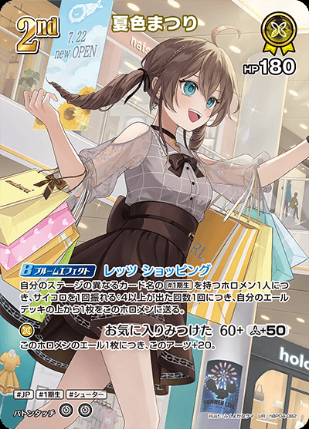 2nd
夏色まつり
HP180
7.22
new OPEN
ブルームエフェクト レッツ ショッピング
自分のステージの異なるカード名の#1期生を持つホロメン1人につ
き、サイコロを1回振れる：4以上が出た回数1回につき、自分のエール
デッキの上から1枚をこのホロメンに送る。
お気に入りみつけた 60+ +50
このホロメンのエール1枚につき、このアーツ+20。
holo
#JP #1期生 #シューター
バトンタッチ